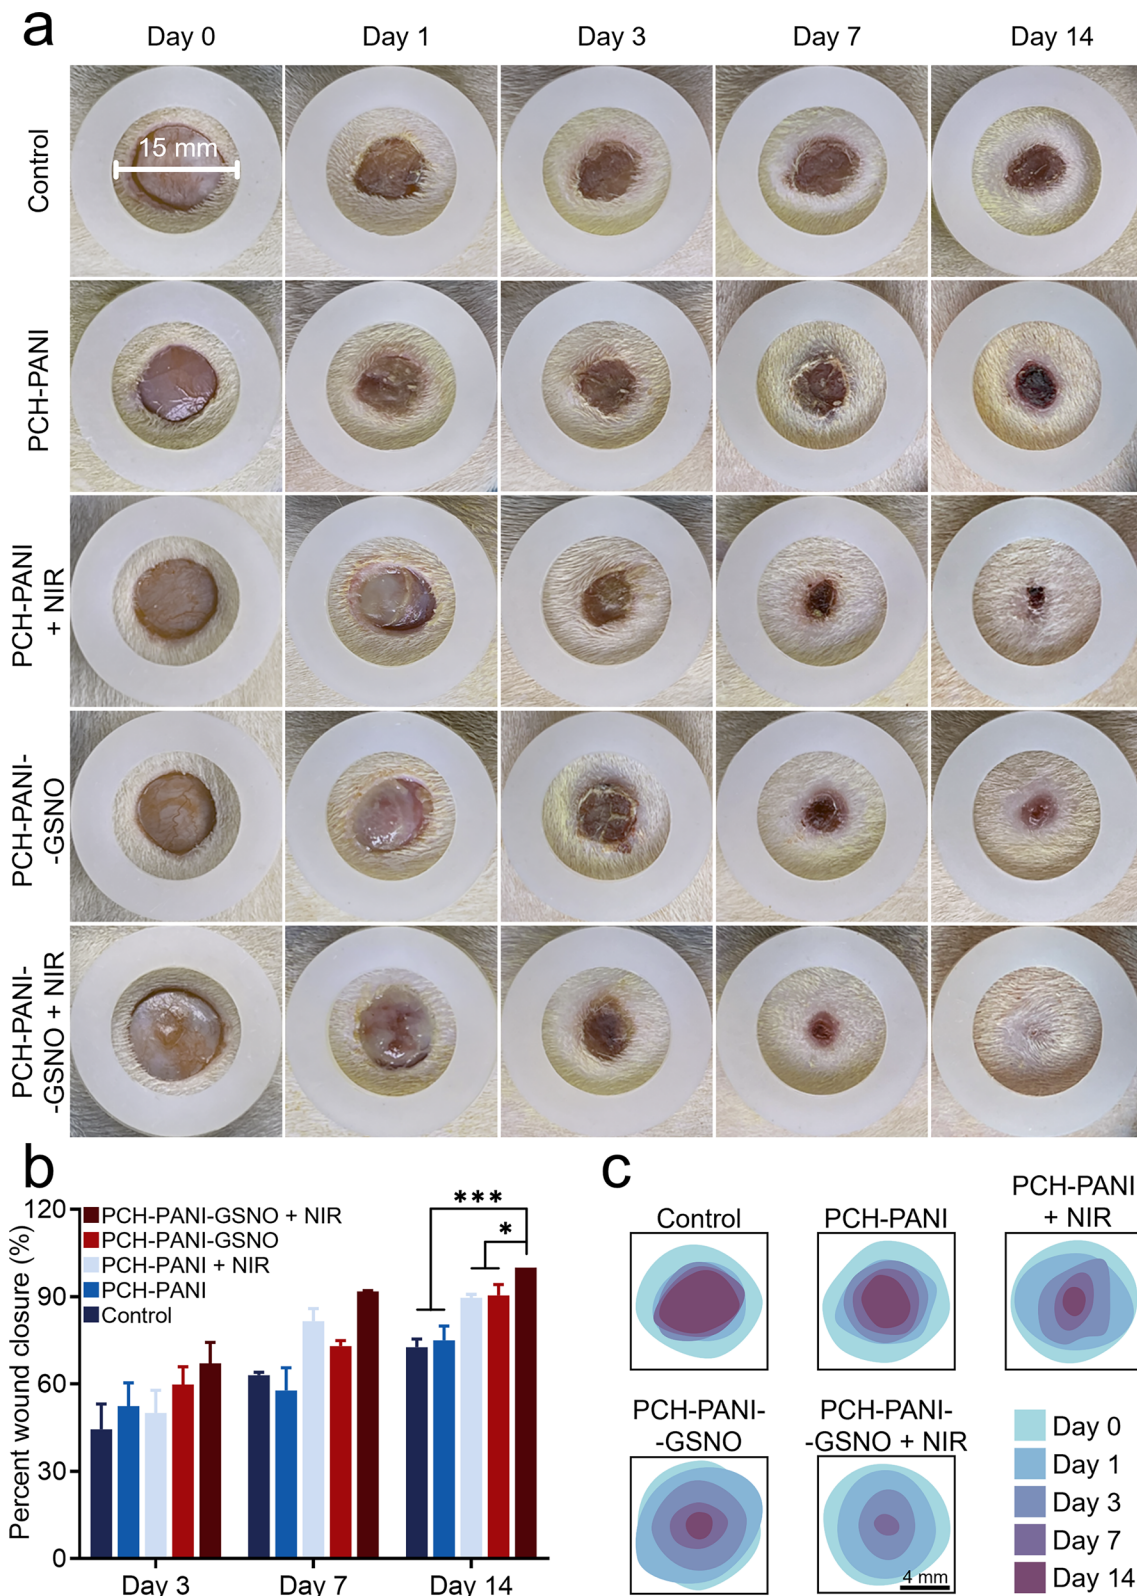 a
Day 0 Day 1 Day 3 Day 7 Day 14
Control
15 mm
PCH-PANI
PCH-PANI
+ NIR
PCH-PANI-
-GSNO
PCH-PANI-
-GSNO + NIR
b
Percent wound closure (%)
120
90
60
30
0
PCH-PANI-GSNO + NIR
PCH-PANI-GSNO
PCH-PANI + NIR
PCH-PANI
Control
***
*
Day 3 Day 7 Day 14
c
Control
PCH-PANI
PCH-PANI
+ NIR
PCH-PANI-
-GSNO
PCH-PANI-
-GSNO + NIR
4 mm
Day 0
Day 1
Day 3
Day 7
Day 14